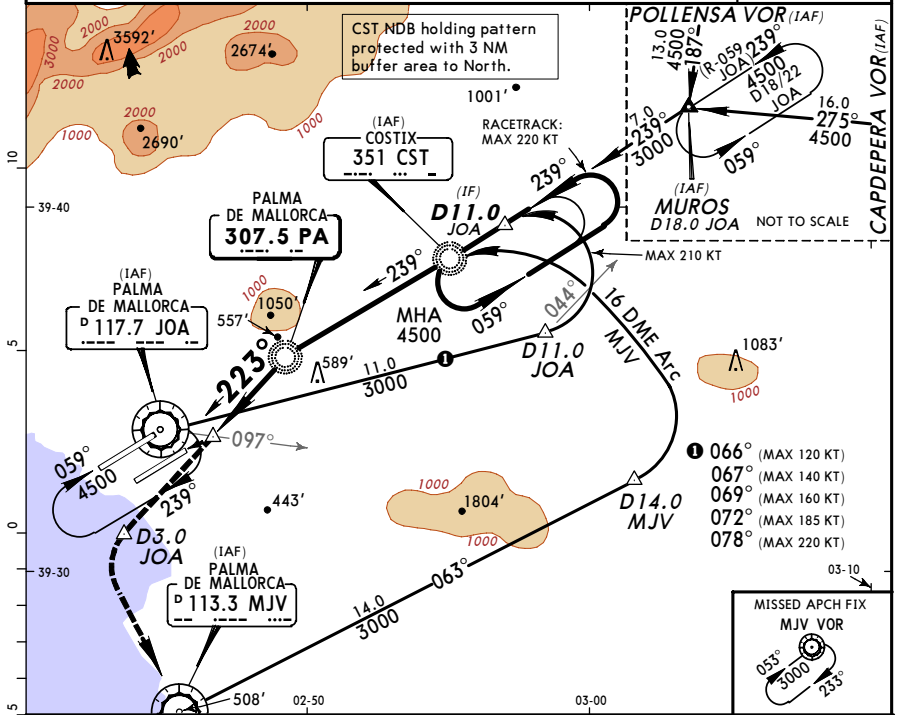 3592'
2000
2000
3000
2000
2674'
1000
2000
2690'
1000
1000
CST NDB holding pattern
protected with 3 NM
buffer area to North.
1001'
RACETRACK:
MAX 220 KT
POLLENSA VOR (IAF)
13.0
4500
187°
(R-059
JOA)
239°
4500
D18/22
JOA
16.0
275°
4500
059°
CAPDEPERA VOR (IAF)
(IAF)
MUROS
D18.0 JOA
NOT TO SCALE
7.0
239°
3000
(IAF)
COSTIX
351 CST
239°
(IF)
D11.0
JOA
10
39-40
PALMA
DE MALLORCA
307.5 PA
239°
MAX 210 KT
MHA
4500
059°
044°
16 DME Arc
MJV
(IAF)
PALMA
DE MALLORCA
D 117.7 JOA
1000
1050'
557'
5
589'
11.0
3000
1
D11.0
JOA
1083'
1000
223°
097°
059°
4500
239°
1 066° (MAX 120 KT)
067° (MAX 140 KT)
069° (MAX 160 KT)
072° (MAX 185 KT)
078° (MAX 220 KT)
443'
1000
1804'
1000
D14.0
MJV
0
D3.0
JOA
39-30
(IAF)
PALMA
DE MALLORCA
D 113.3 MJV
063°
14.0
3000
03-10
MISSED APCH FIX
MJV VOR
053°
3000
233°
508'
5
02-50
03-00